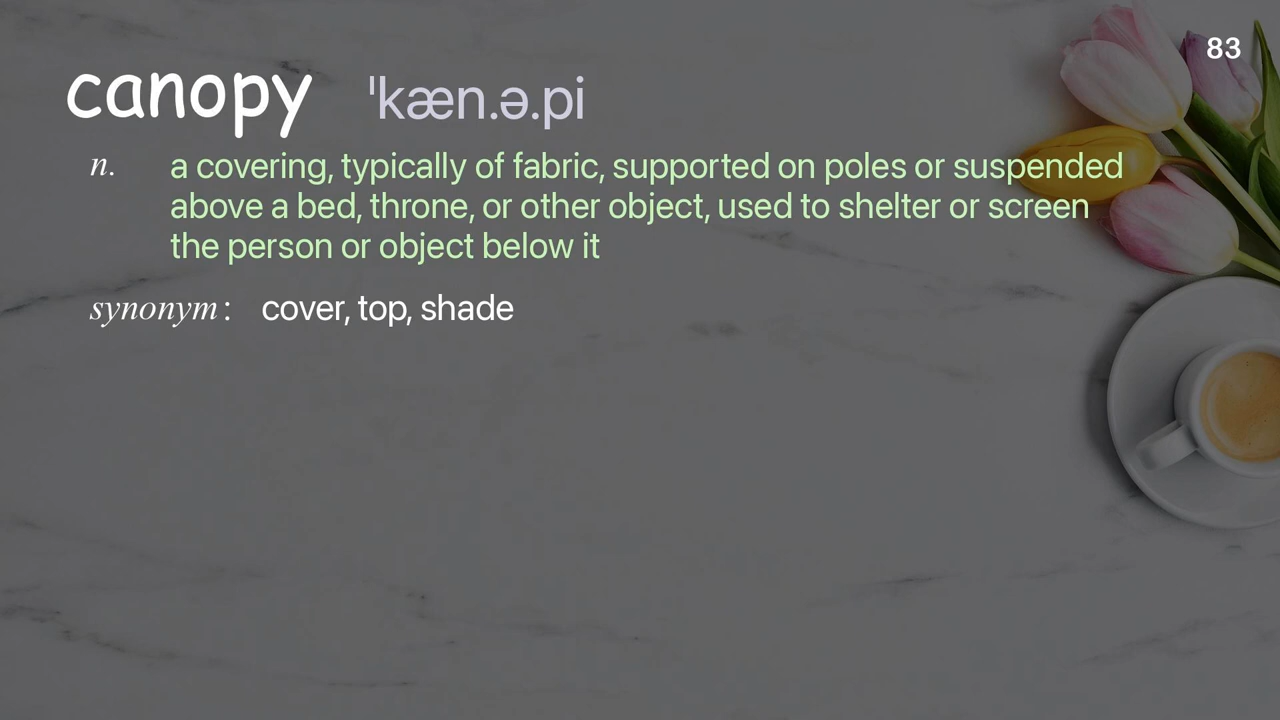 83
canopy ˈkæn.ə.pi
n. a covering, typically of fabric, supported on poles or suspended
above a bed, throne, or other object, used to shelter or screen
the person or object below it
synonym: cover, top, shade